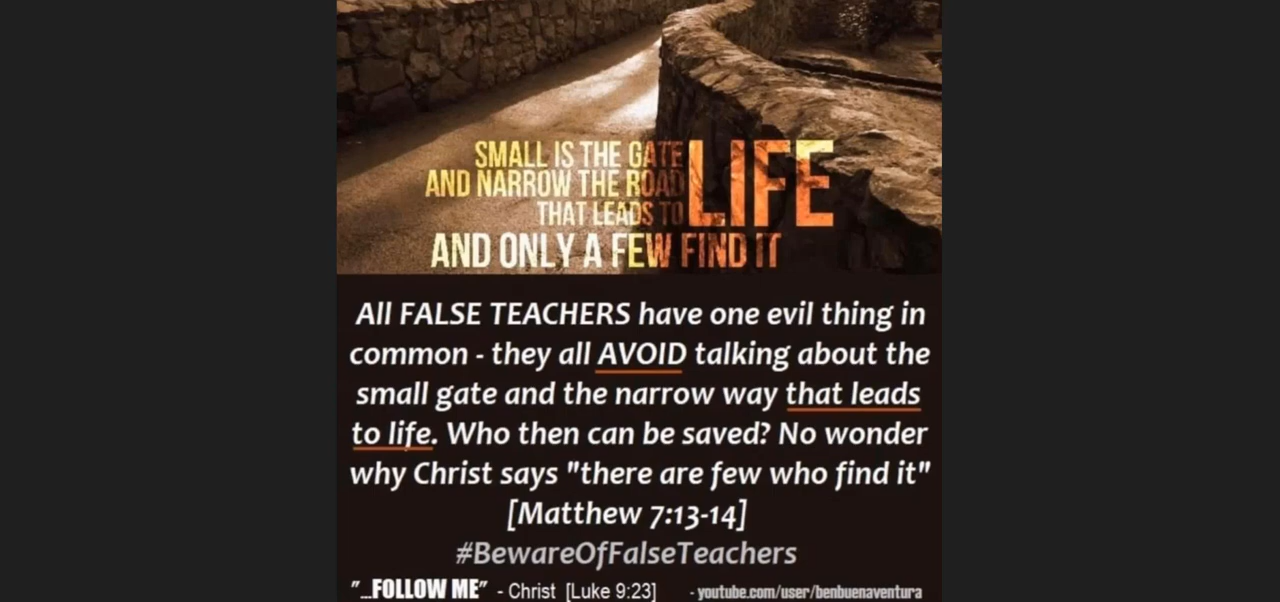 SMALL IS THE GATE
AND NARROW THE ROAD
THAT LEADS TO LIFE
AND ONLY A FEW FIND IT
All FALSE TEACHERS have one evil thing in
common - they all AVOID talking about the
small gate and the narrow way that leads
to life. Who then can be saved? No wonder
why Christ says "there are few who find it"
[Matthew 7:13-14]
#BewareOfFalseTeachers
"...FOLLOW ME" - Christ [Luke 9:23] - youtube.com/user/benbuenaventura